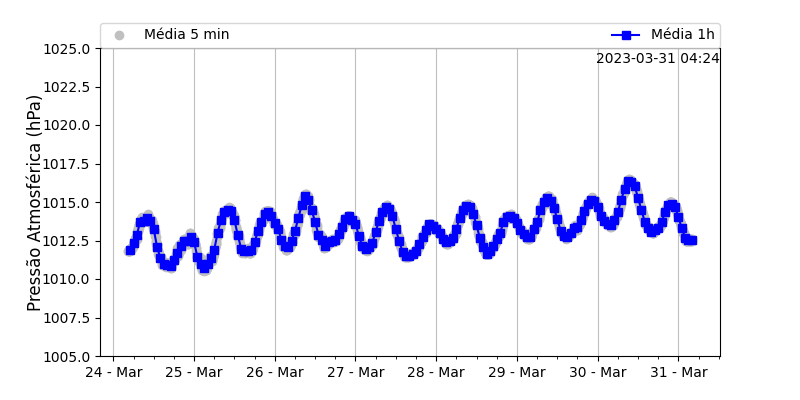 Média 5 min
Média 1h
2023-03-31 04:24
Pressão Atmosférica (hPa)
1025.0
1022.5
1020.0
1017.5
1015.0
1012.5
1010.0
1007.5
1005.0
24 - Mar
25 - Mar
26 - Mar
27 - Mar
28 - Mar
29 - Mar
30 - Mar
31 - Mar